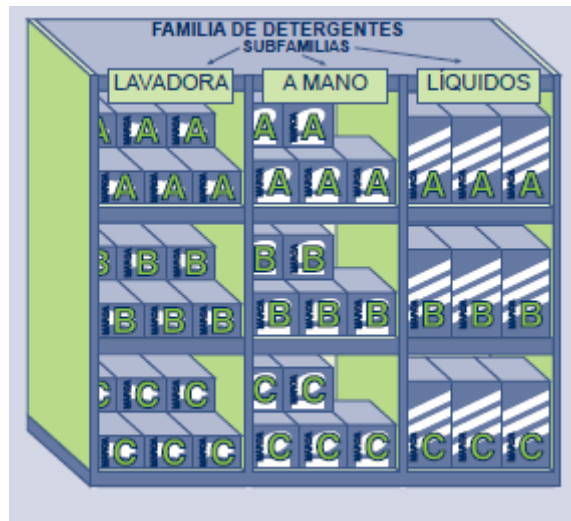 FAMILIA DE DETERGENTES
SUBFAMILIAS
LAVADORA A MANO LÍQUIDOS
A A A A A
A A A A A A A A A
B B B B B
B B B B B B B B B
C C C C C
C C C C C C C C C